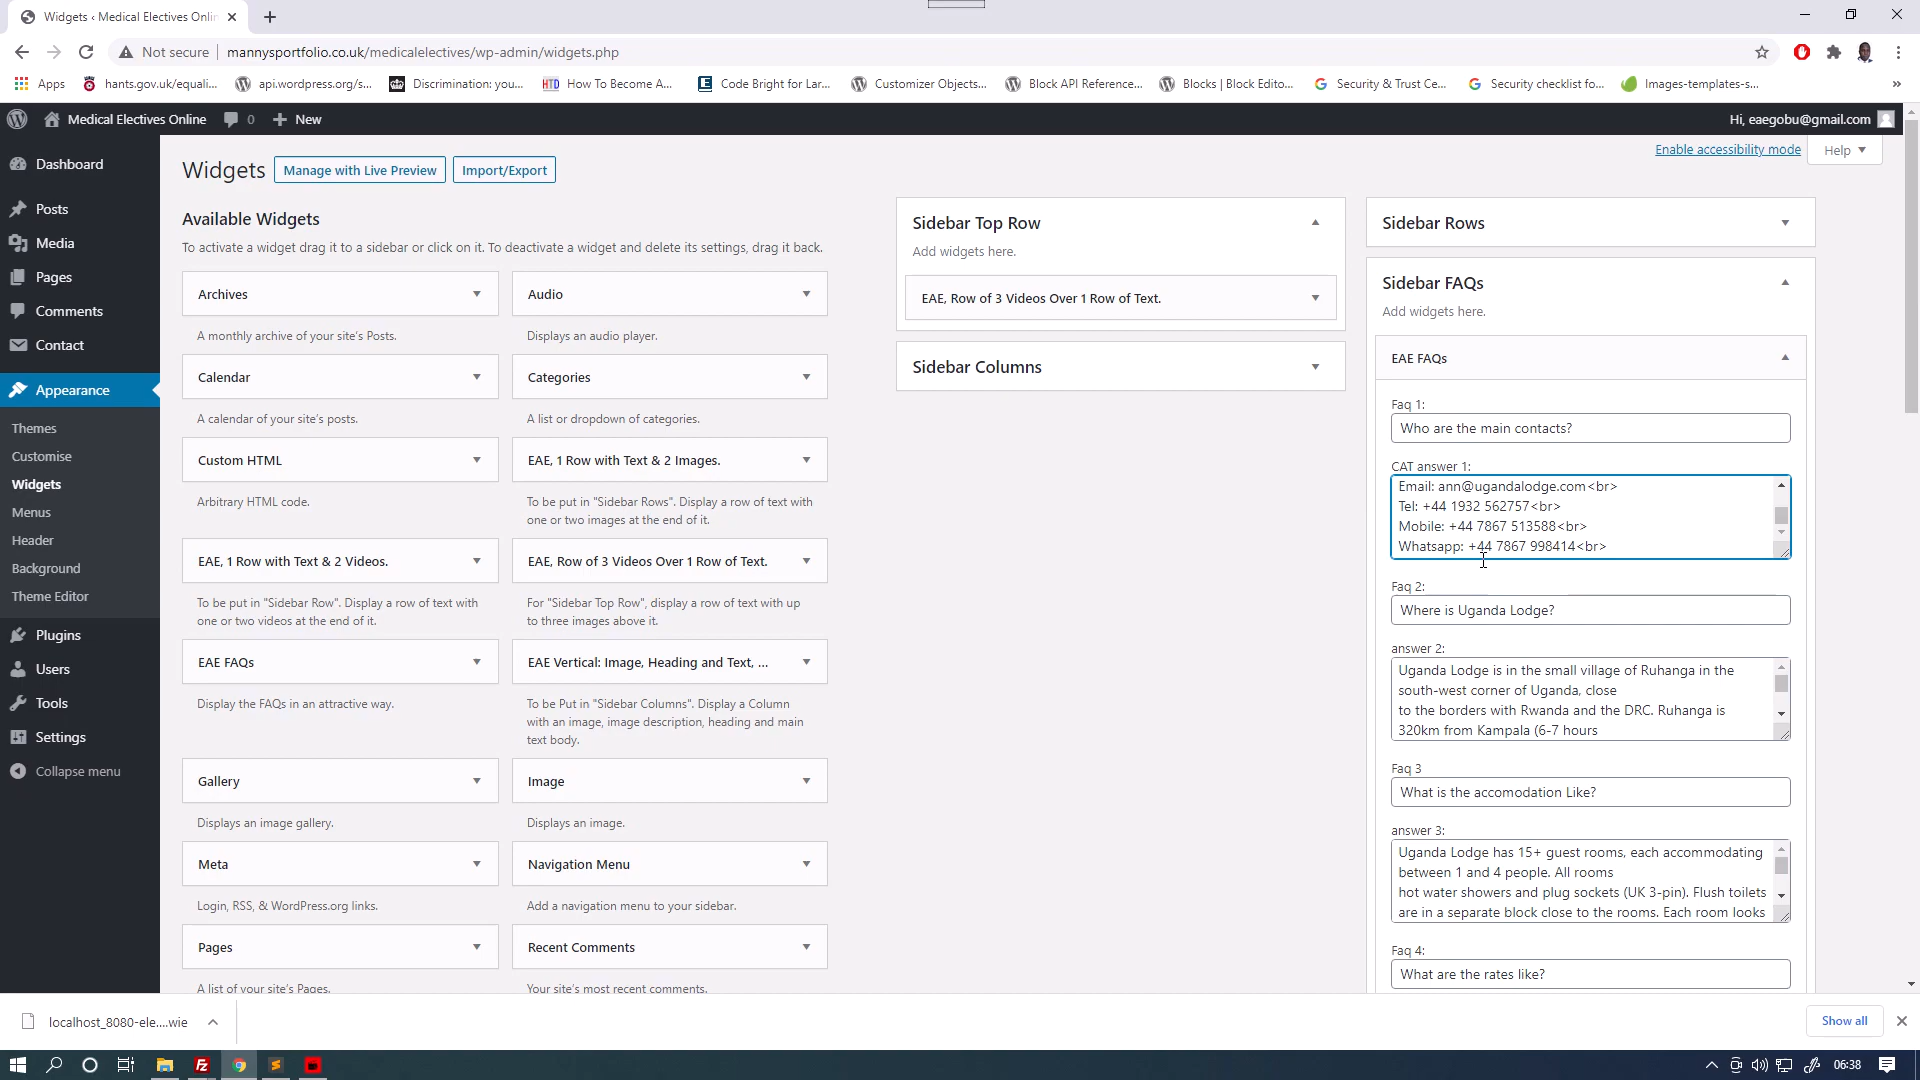 Widgets ‹ Medical Electives Onlin
Not secure
mannysportfolio.co.uk/medicalelectives/wp-admin/widgets.php
Apps
hants.gov.uk/equali...
api.wordpress.org/s...
Discrimination: you...
How To Become A...
Code Bright for Lar...
Customizer Objects...
Block API Reference...
Blocks | Block Edito...
Security & Trust Ce...
Security checklist fo...
Images-templates-s...
»
Medical Electives Online
0
New
Hi, eaegobu@gmail.com
Dashboard
Posts
Media
Pages
Comments
Contact
Appearance
Themes
Customise
Widgets
Menus
Header
Background
Theme Editor
Plugins
Users
Tools
Settings
Collapse menu
Enable accessibility mode
Help
Widgets
Manage with Live Preview
Import/Export
Available Widgets
To activate a widget drag it to a sidebar or click on it. To deactivate a widget and delete its settings, drag it back.
Archives
A monthly archive of your site's Posts.
Audio
Displays an audio player.
Calendar
A calendar of your site's posts.
Categories
A list or dropdown of categories.
Custom HTML
Arbitrary HTML code.
EAE, 1 Row with Text & 2 Images.
To be put in "Sidebar Rows". Display a row of text with
one or two images at the end of it.
EAE, 1 Row with Text & 2 Videos.
To be put in "Sidebar Row". Display a row of text with
one or two videos at the end of it.
EAE, Row of 3 Videos Over 1 Row of Text.
For "Sidebar Top Row", display a row of text with up
to three images above it.
EAE FAQs
Display the FAQs in an attractive way.
EAE Vertical: Image, Heading and Text, ...
To be Put in "Sidebar Columns". Display a Column
with an image, image description, heading and main
text body.
Gallery
Displays an image gallery.
Image
Displays an image.
Meta
Login, RSS, & WordPress.org links.
Navigation Menu
Add a navigation menu to your sidebar.
Pages
A list of your site's Pages.
Recent Comments
Your site's most recent comments.
Sidebar Top Row
Add widgets here.
EAE, Row of 3 Videos Over 1 Row of Text.
Sidebar Columns
Sidebar Rows
Sidebar FAQs
Add widgets here.
EAE FAQs
Faq 1:
Who are the main contacts?
CAT answer 1:
Email: ann@ugandalodge.com<br>
Tel: +44 1932 562757<br>
Mobile: +44 7867 513588<br>
Whatsapp: +44 7867 998414<br>
Faq 2:
Where is Uganda Lodge?
answer 2:
Uganda Lodge is in the small village of Ruhanga in the
south-west corner of Uganda, close
to the borders with Rwanda and the DRC. Ruhanga is
320km from Kampala (6-7 hours
Faq 3
What is the accomodation Like?
answer 3:
Uganda Lodge has 15+ guest rooms, each accommodating
between 1 and 4 people. All rooms
hot water showers and plug sockets (UK 3-pin). Flush toilets
are in a separate block close to the rooms. Each room looks
Faq 4:
What are the rates like?
localhost_8080-ele....wie
Show all
06:38